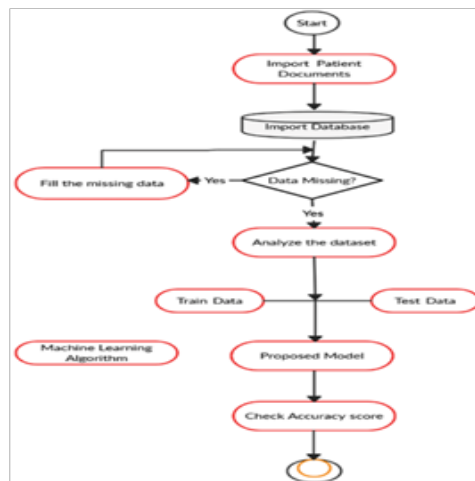 Start
Import Patient
Documents
Import Database
Fill the missing data
Yes
Data Missing?
Yes
Analyze the dataset
Train Data
Test Data
Machine Learning
Algorithm
Proposed Model
Check Accuracy score